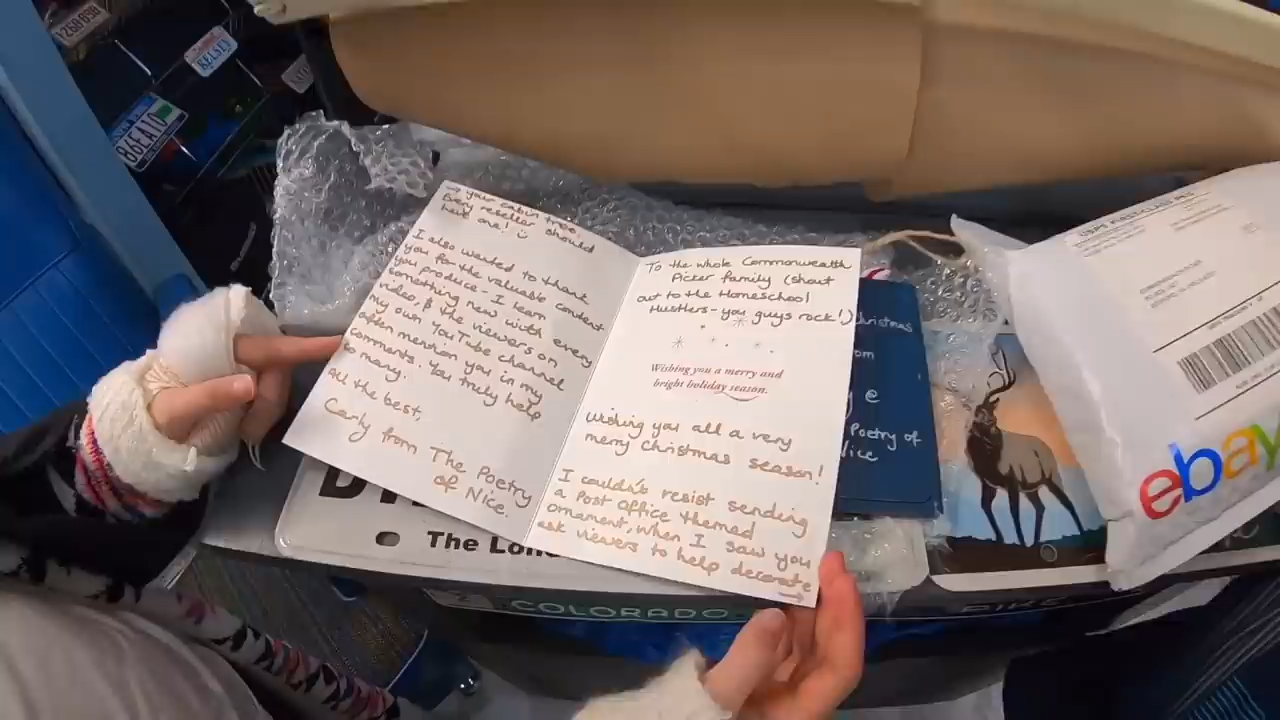 To the whole Commonwealth
Picker family (shout
out to the Homeschool
Hustlers - you guys rock!)
Wishing you a merry and
bright holiday season.
Wishing you all a very
merry Christmas season!
I couldn't resist sending
a Post Office themed
ornament, when I saw you
ask viewers to help decorate
→
→ your cabin tree.
Every reseller should
have one! :)
I also wanted to thank
you for the valuable content
you produce - I learn
something new with every
video, & the viewers on
my own YouTube channel
often mention you in my
comments. You truly help
so many.
All the best,
Carly from The Poetry
of Nice.
Christmas
om
y @
Poetry of
Nice
ebay
COLORADO
The Lon
KELSEY
86EA10